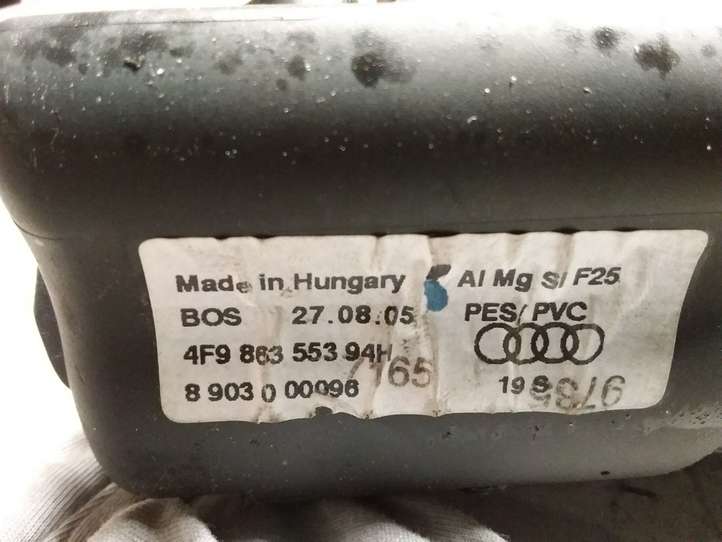 Made in Hungary Al Mg Si F25
BOS 27.08.05 PES/PVC
4F9 863 553 94H
7165
8 903 0 00096 19 S